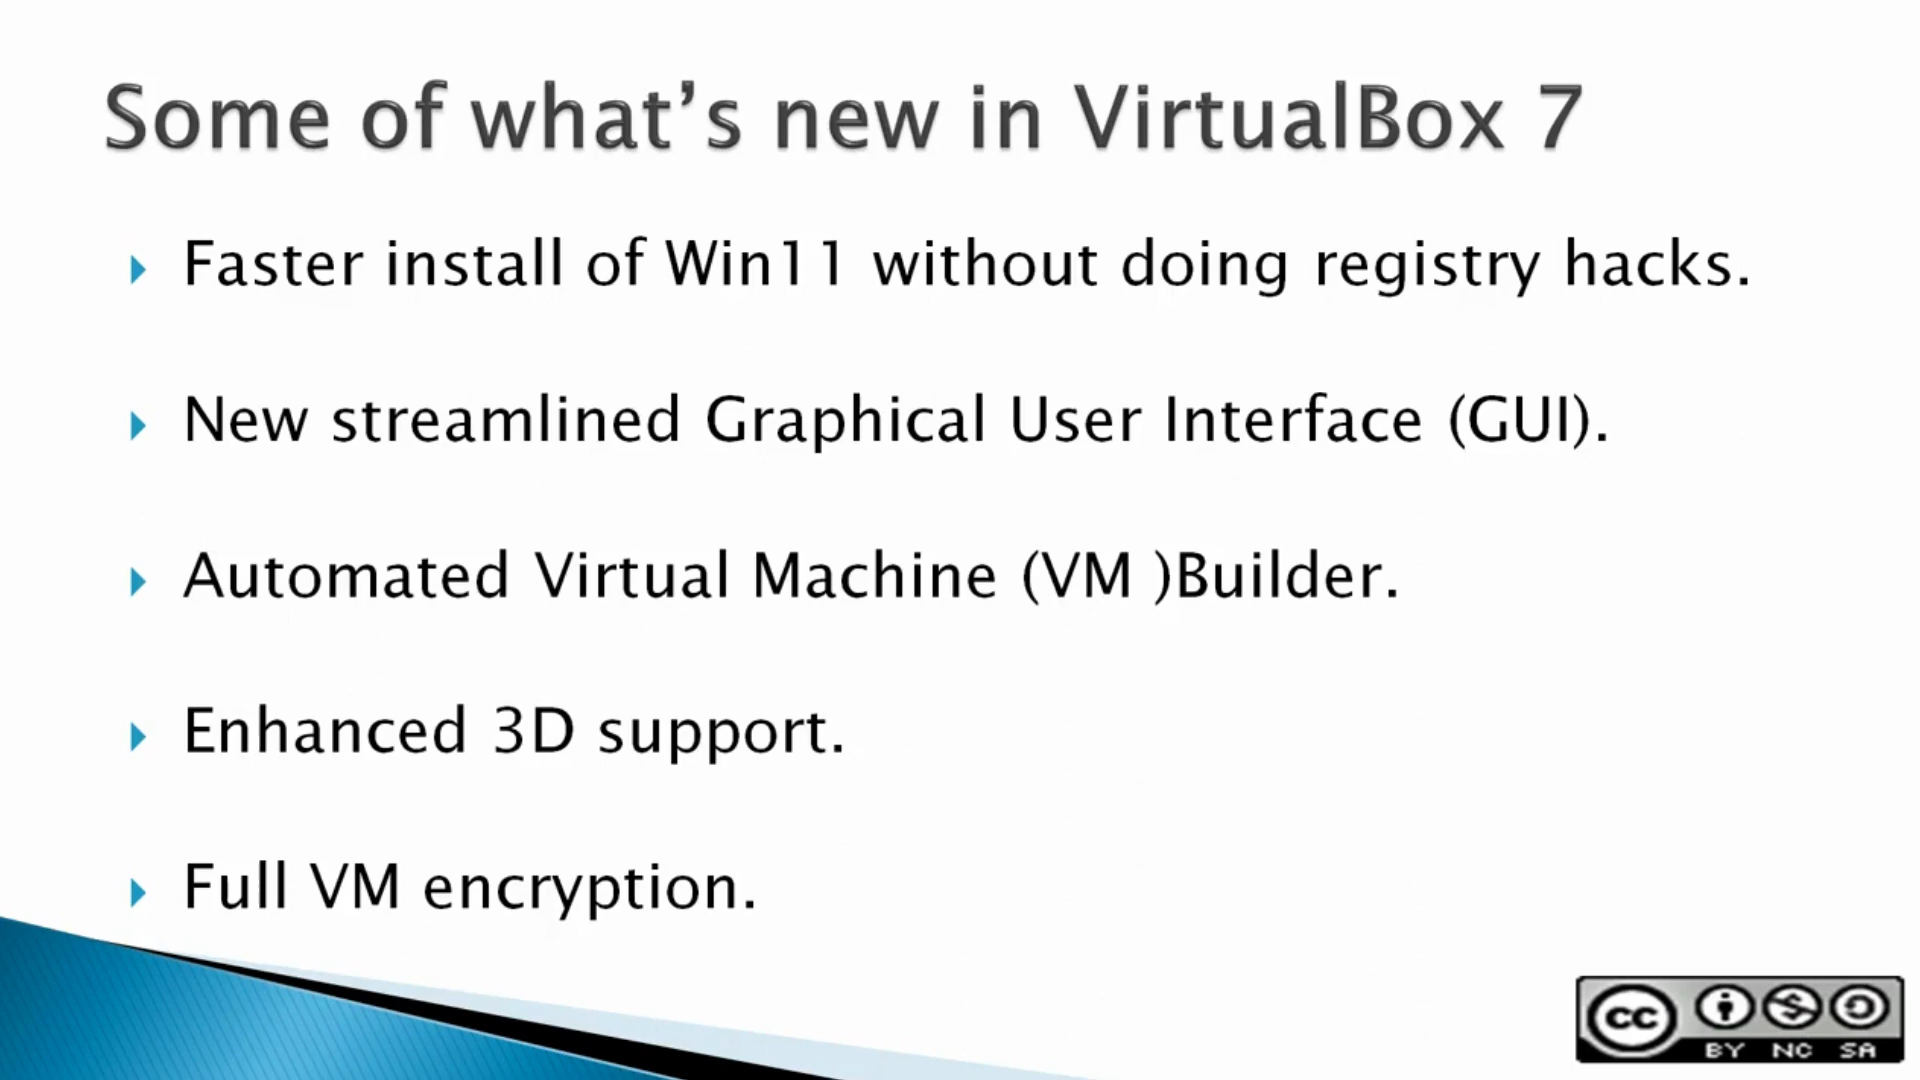 Some of what’s new in VirtualBox 7
Faster install of Win11 without doing registry hacks.
New streamlined Graphical User Interface (GUI).
Automated Virtual Machine (VM )Builder.
Enhanced 3D support.
Full VM encryption.
cc
BY NC SA